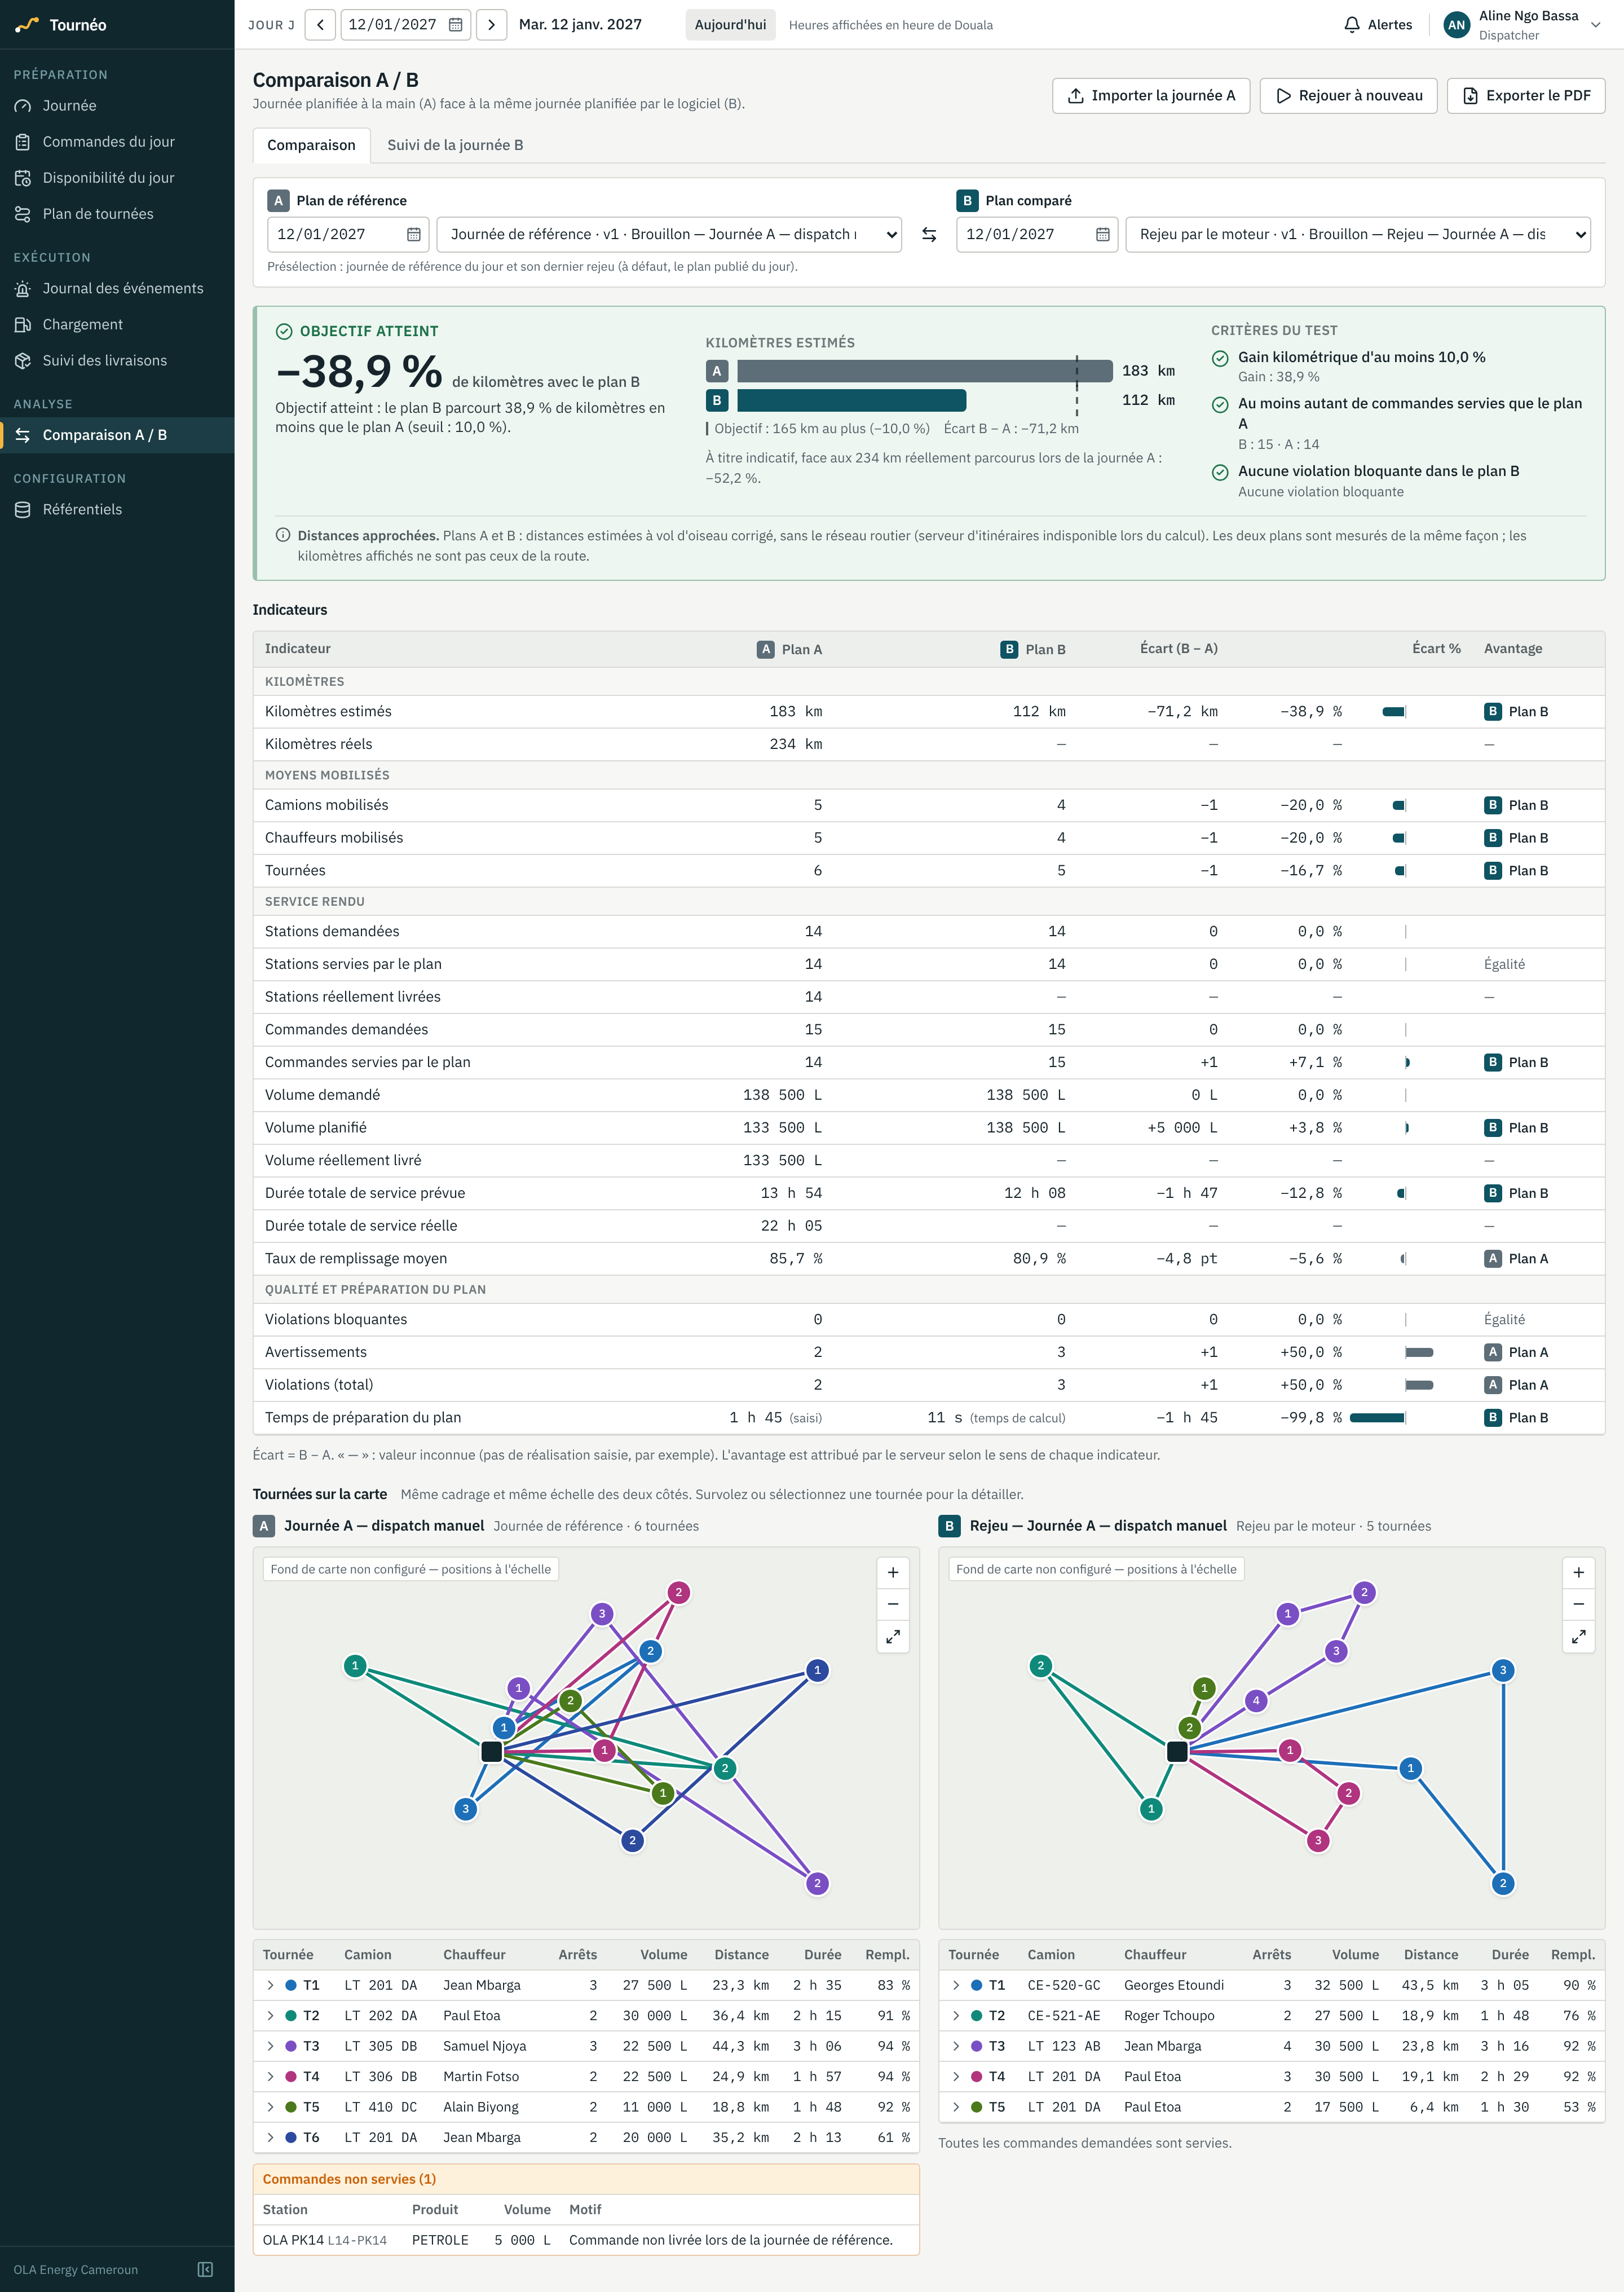 Tournéo
JOUR J
12/01/2027
Mar. 12 janv. 2027
Aujourd'hui
Heures affichées en heure de Douala
Alertes
AN
Aline Ngo Bassa
Dispatcher
PRÉPARATION
Journée
Commandes du jour
Disponibilité du jour
Plan de tournées
EXÉCUTION
Journal des événements
Chargement
Suivi des livraisons
ANALYSE
Comparaison A / B
CONFIGURATION
Référentiels
OLA Energy Cameroun
Comparaison A / B
Journée planifiée à la main (A) face à la même journée planifiée par le logiciel (B).
Importer la journée A
Rejouer à nouveau
Exporter le PDF
Comparaison
Suivi de la journée B
A Plan de référence
12/01/2027
Journée de référence · v1 · Brouillon — Journée A — dispatch
B Plan comparé
12/01/2027
Rejeu par le moteur · v1 · Brouillon — Rejeu — Journée A — dis
Présélection : journée de référence du jour et son dernier rejeu (à défaut, le plan publié du jour).
OBJECTIF ATTEINT
−38,9 % de kilomètres avec le plan B
Objectif atteint : le plan B parcourt 38,9 % de kilomètres en
moins que le plan A (seuil : 10,0 %).
KILOMÈTRES ESTIMÉS
A 183 km
B 112 km
Objectif : 165 km au plus (−10,0 %) Écart B − A : −71,2 km
À titre indicatif, face aux 234 km réellement parcourus lors de la journée A :
−52,2 %.
CRITÈRES DU TEST
Gain kilométrique d'au moins 10,0 %
Gain : 38,9 %
Au moins autant de commandes servies que le plan
A
B : 15 · A : 14
Aucune violation bloquante dans le plan B
Aucune violation bloquante
Distances approchées. Plans A et B : distances estimées à vol d'oiseau corrigé, sans le réseau routier (serveur d'itinéraires indisponible lors du calcul). Les deux plans sont mesurés de la même façon ; les
kilomètres affichés ne sont pas ceux de la route.
Indicateurs
Indicateur A Plan A B Plan B Écart (B − A) Écart % Avantage
KILOMÈTRES
Kilomètres estimés 183 km 112 km −71,2 km −38,9 % B Plan B
Kilomètres réels 234 km — — — —
MOYENS MOBILISÉS
Camions mobilisés 5 4 −1 −20,0 % B Plan B
Chauffeurs mobilisés 5 4 −1 −20,0 % B Plan B
Tournées 6 5 −1 −16,7 % B Plan B
SERVICE RENDU
Stations demandées 14 14 0 0,0 %
Stations servies par le plan 14 14 0 0,0 % Égalité
Stations réellement livrées 14 — — — —
Commandes demandées 15 15 0 0,0 %
Commandes servies par le plan 14 15 +1 +7,1 % B Plan B
Volume demandé 138 500 L 138 500 L 0 L 0,0 %
Volume planifié 133 500 L 138 500 L +5 000 L +3,8 % B Plan B
Volume réellement livré 133 500 L — — — —
Durée totale de service prévue 13 h 54 12 h 08 −1 h 47 −12,8 % B Plan B
Durée totale de service réelle 22 h 05 — — — —
Taux de remplissage moyen 85,7 % 80,9 % −4,8 pt −5,6 % A Plan A
QUALITÉ ET PRÉPARATION DU PLAN
Violations bloquantes 0 0 0 0,0 % Égalité
Avertissements 2 3 +1 +50,0 % A Plan A
Violations (total) 2 3 +1 +50,0 % A Plan A
Temps de préparation du plan 1 h 45 (saisi) 11 s (temps de calcul) −1 h 45 −99,8 % B Plan B
Écart = B − A. « — » : valeur inconnue (pas de réalisation saisie, par exemple). L'avantage est attribué par le serveur selon le sens de chaque indicateur.
Tournées sur la carte Même cadrage et même échelle des deux côtés. Survolez ou sélectionnez une tournée pour la détailler.
A Journée A — dispatch manuel Journée de référence · 6 tournées
Fond de carte non configuré — positions à l'échelle
+
−
2
3
2
1
1
1
2
1
1
2
1
3
2
2
Tournée Camion Chauffeur Arrêts Volume Distance Durée Rempl.
T1 LT 201 DA Jean Mbarga 3 27 500 L 23,3 km 2 h 35 83 %
T2 LT 202 DA Paul Etoa 2 30 000 L 36,4 km 2 h 15 91 %
T3 LT 305 DB Samuel Njoya 3 22 500 L 44,3 km 3 h 06 94 %
T4 LT 306 DB Martin Fotso 2 22 500 L 24,9 km 1 h 57 94 %
T5 LT 410 DC Alain Biyong 2 11 000 L 18,8 km 1 h 48 92 %
T6 LT 201 DA Jean Mbarga 2 20 000 L 35,2 km 2 h 13 61 %
Commandes non servies (1)
Station Produit Volume Motif
OLA PK14 L14-PK14 PETROLE 5 000 L Commande non livrée lors de la journée de référence.
B Rejeu — Journée A — dispatch manuel Rejeu par le moteur · 5 tournées
Fond de carte non configuré — positions à l'échelle
+
−
2
1
3
2
3
1
4
2
1
1
2
1
3
2
Tournée Camion Chauffeur Arrêts Volume Distance Durée Rempl.
T1 CE-520-GC Georges Etoundi 3 32 500 L 43,5 km 3 h 05 90 %
T2 CE-521-AE Roger Tchoupo 2 27 500 L 18,9 km 1 h 48 76 %
T3 LT 123 AB Jean Mbarga 4 30 500 L 23,8 km 3 h 16 92 %
T4 LT 201 DA Paul Etoa 3 30 500 L 19,1 km 2 h 29 92 %
T5 LT 201 DA Paul Etoa 2 17 500 L 6,4 km 1 h 30 53 %
Toutes les commandes demandées sont servies.